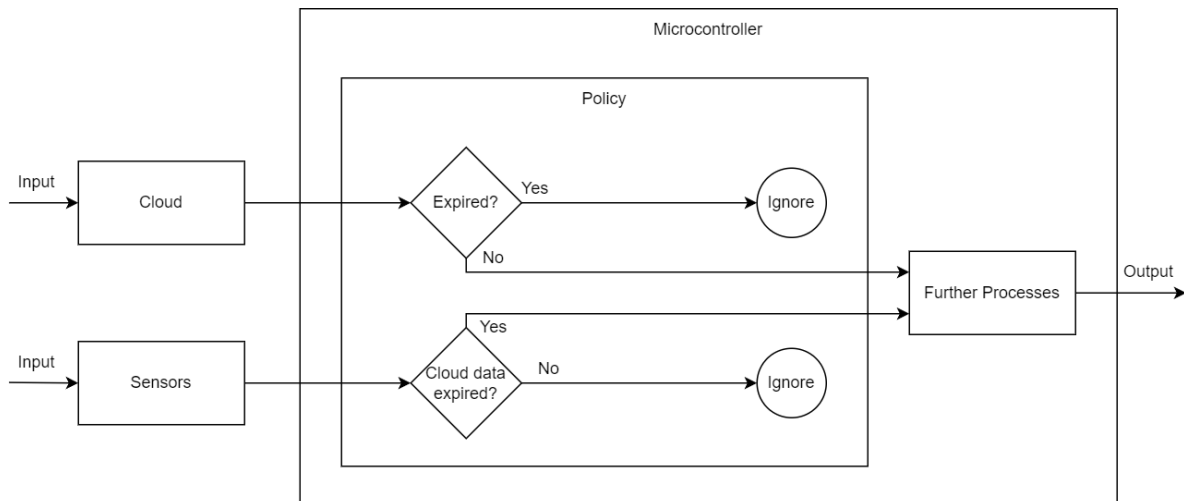 Microcontroller
Policy
Input
Cloud
Expired?
Yes
Ignore
No
Further Processes
Output
Input
Sensors
Yes
Cloud data
expired?
No
Ignore